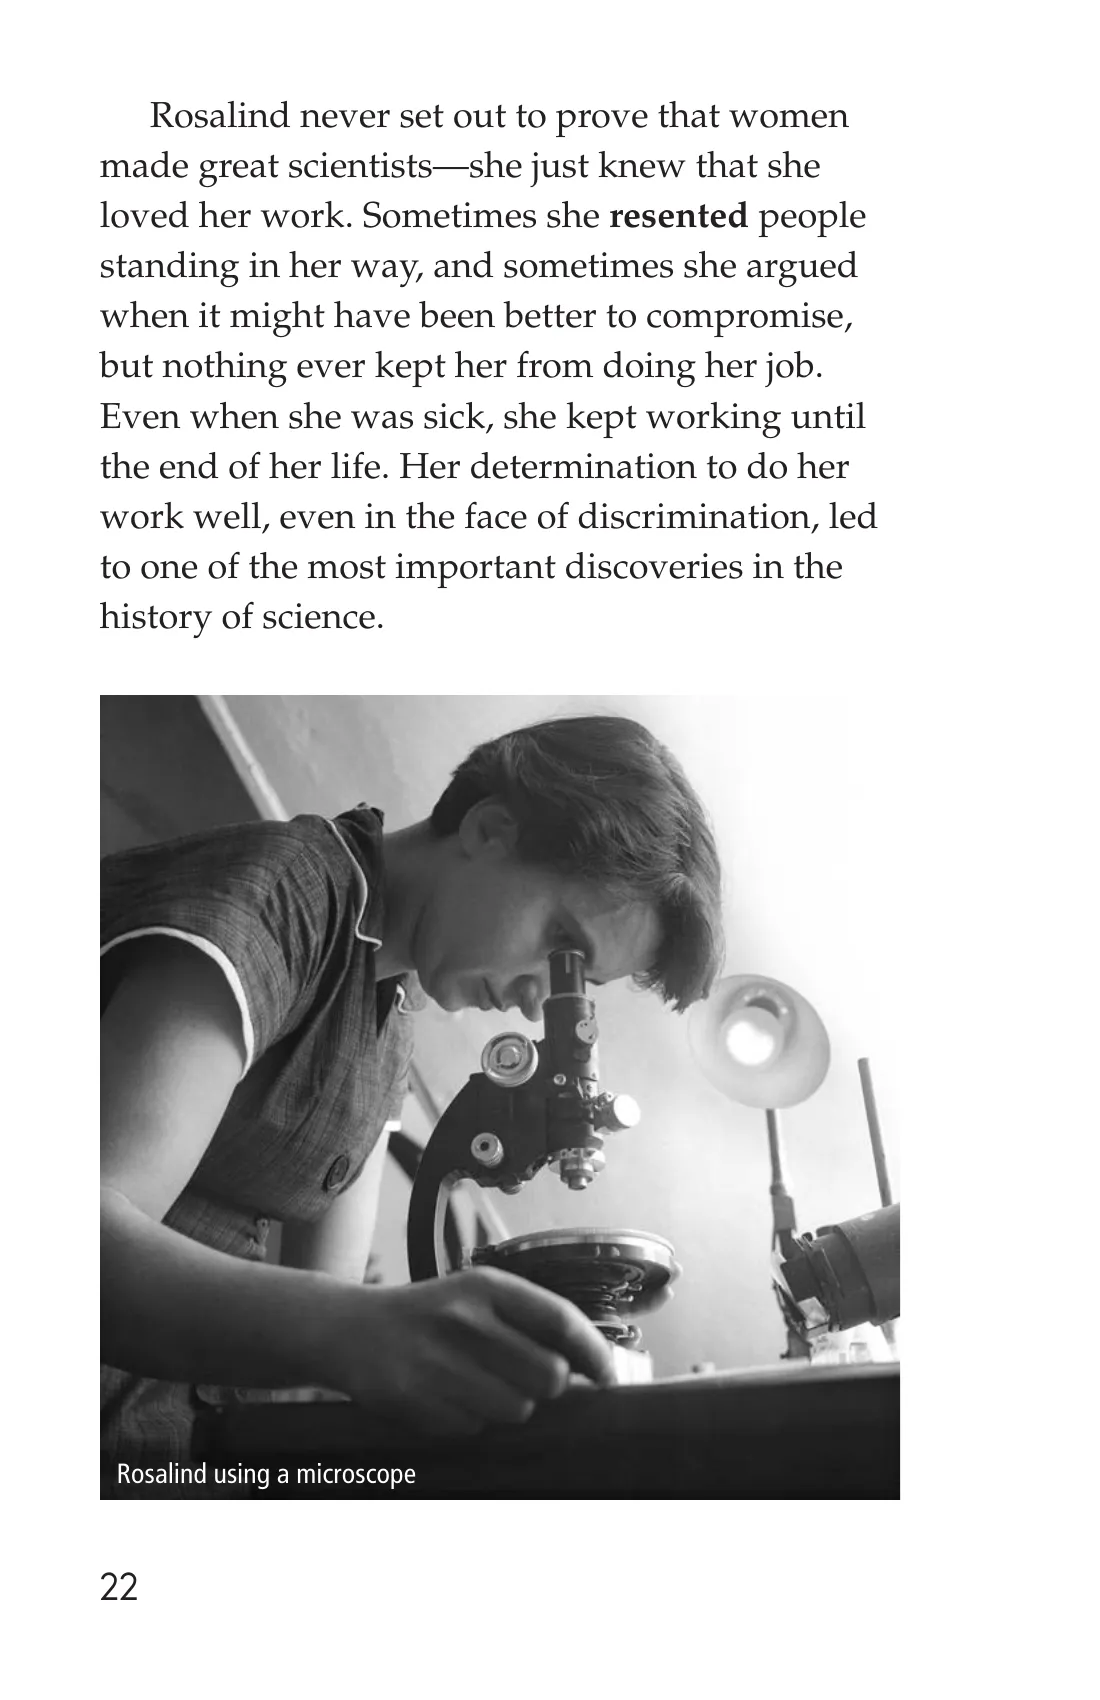 Rosalind never set out to prove that women
made great scientists—she just knew that she
loved her work. Sometimes she resented people
standing in her way, and sometimes she argued
when it might have been better to compromise,
but nothing ever kept her from doing her job.
Even when she was sick, she kept working until
the end of her life. Her determination to do her
work well, even in the face of discrimination, led
to one of the most important discoveries in the
history of science.
Rosalind using a microscope
22